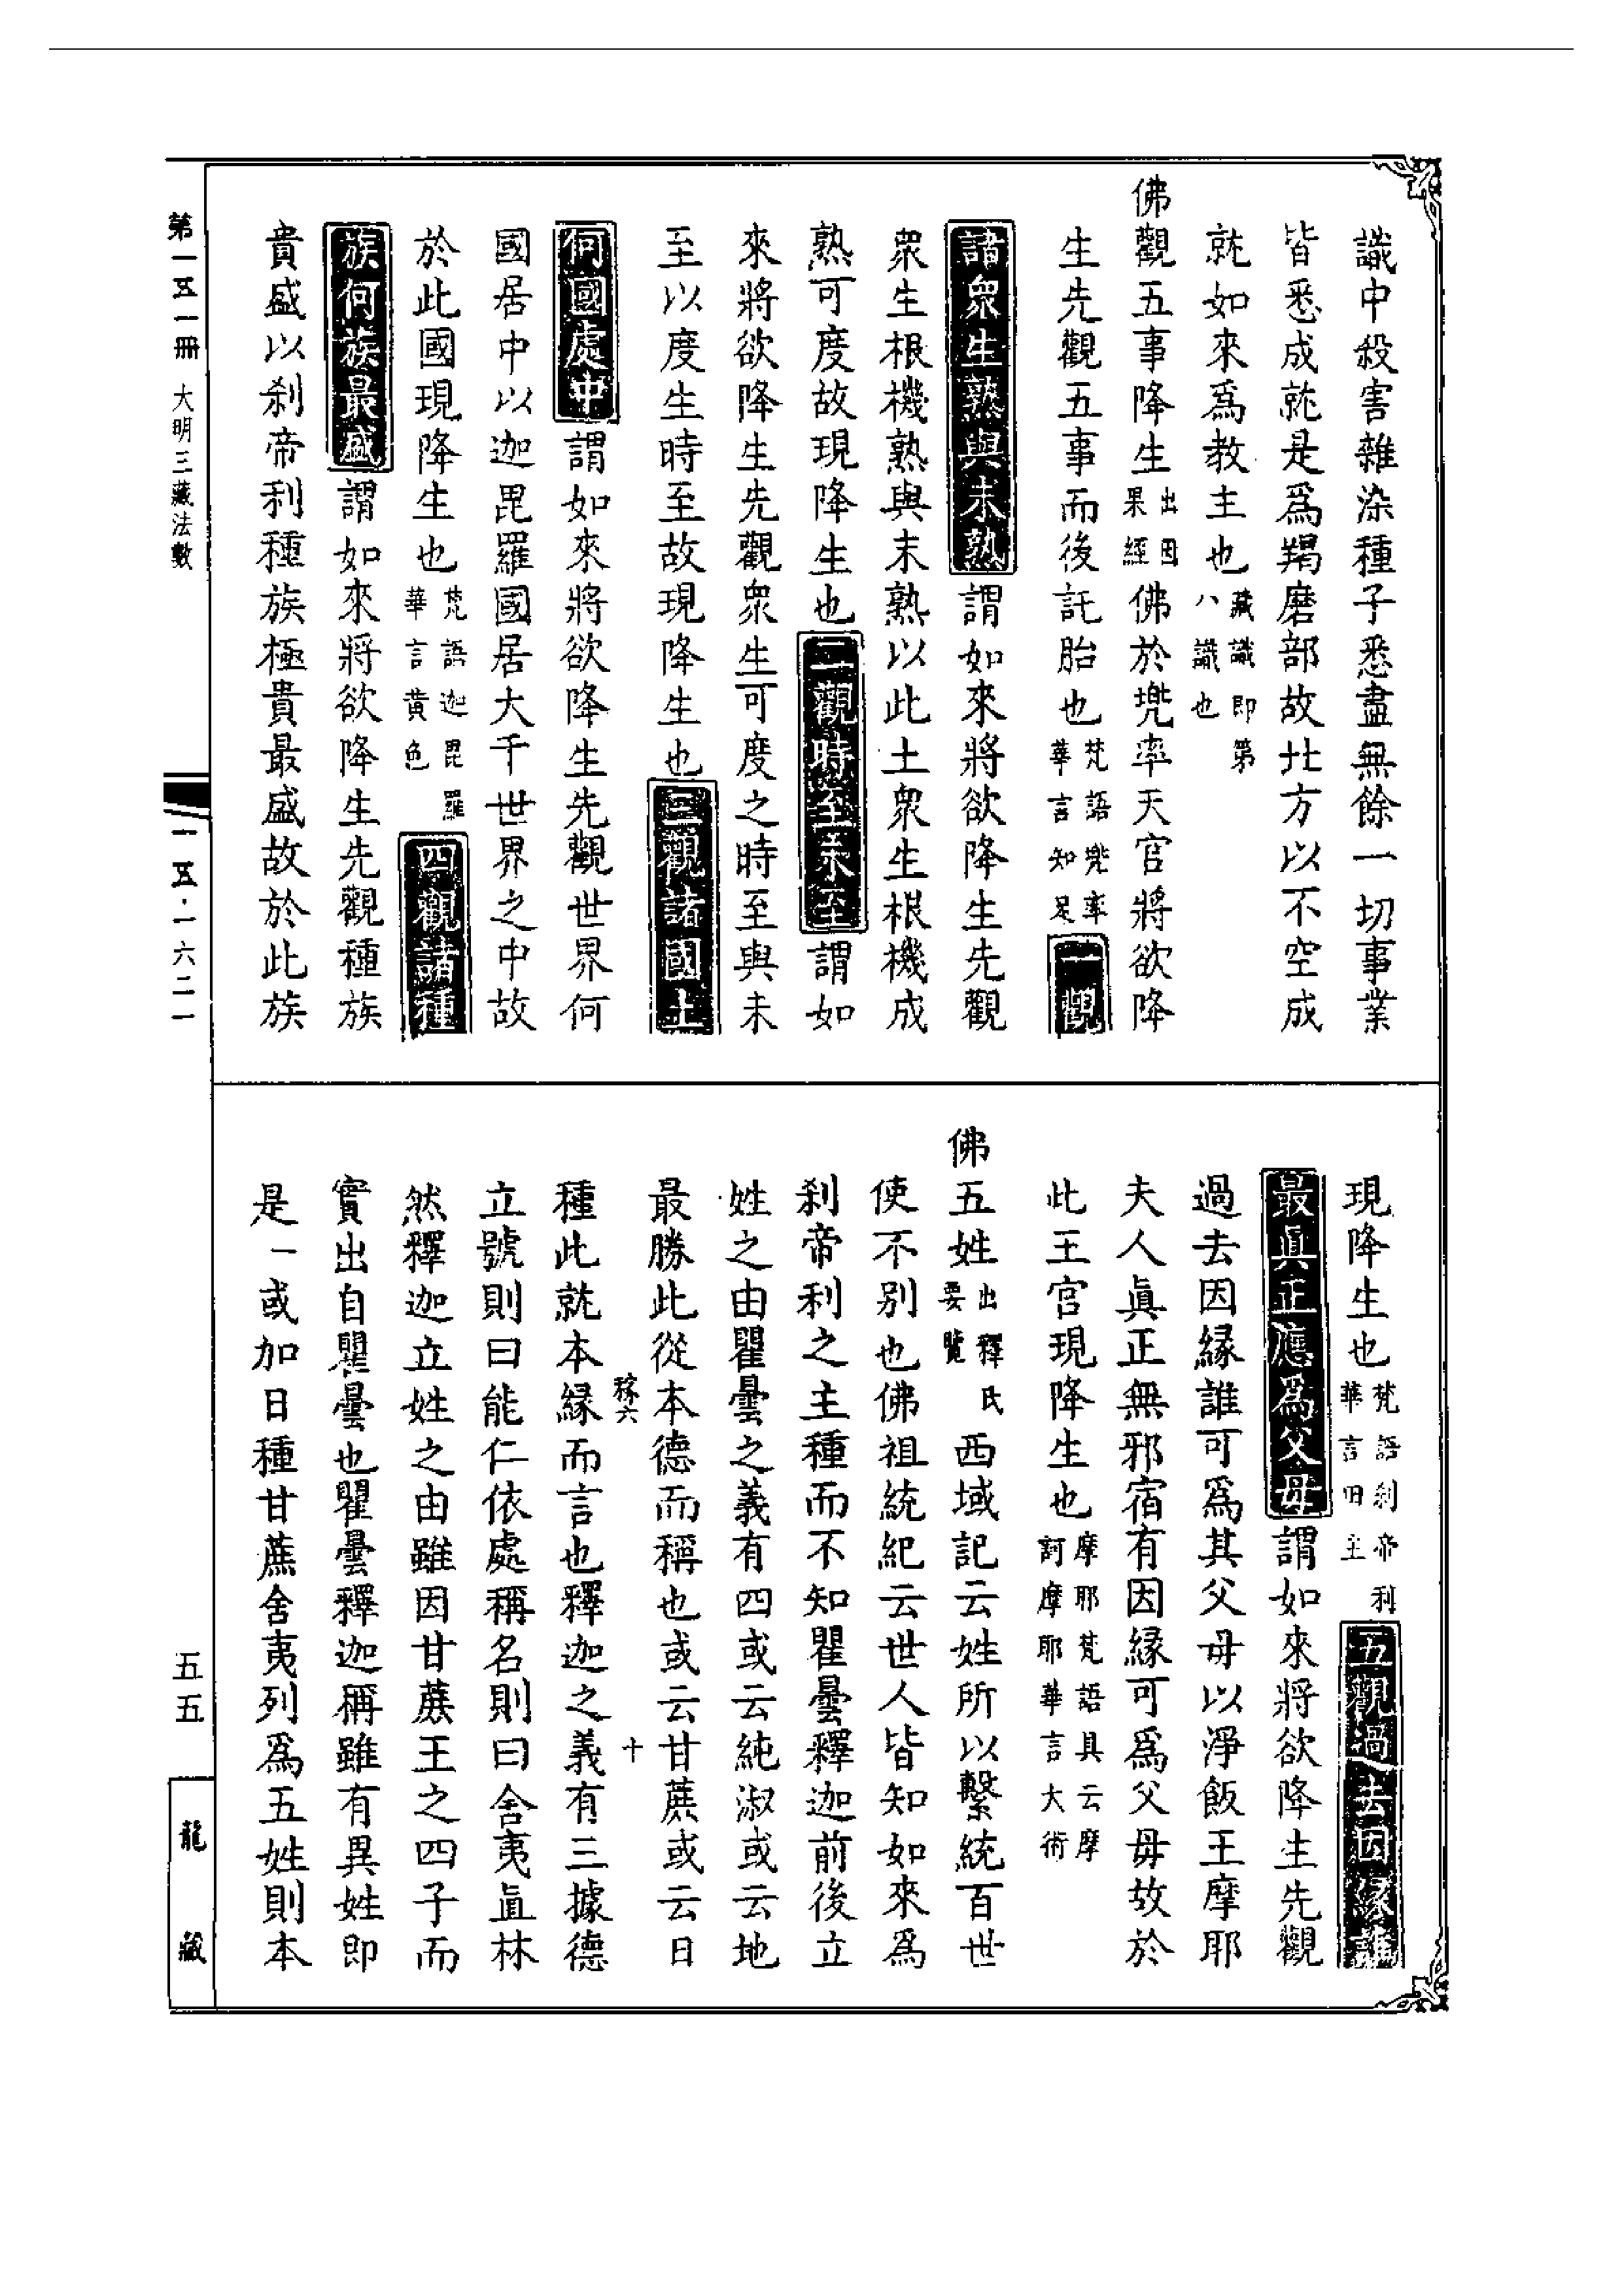 識中殺害雜染種子悉盡無餘一切事業
皆悉成就是爲羯磨部故北方以不空成
就如來爲教主也藏識即第八識也
佛觀五事降生出因果經佛於兜率天宫將欲降
生先觀五事而後託胎也梵語兜率華言知足一觀
諸衆生熟與未熟謂如來將欲降生先觀
衆生根機熟與未熟以此土衆生根機成
熟可度故現降生也二觀時至未至謂如
來將欲降生先觀衆生可度之時至與未
至以度生時至故現降生也三觀諸國土
何國處中謂如來將欲降生先觀世界何
國居中以迦毘羅國居大千世界之中故
於此國現降生也梵語迦毘羅華言黄色四觀諸種
族何族最盛謂如來將欲降生先觀種族
貴盛以刹帝利種族極貴最盛故於此族
第一五一冊 大明三藏法數
一五·一六二一
現降生也梵語刹帝利華言田主五觀過去因緣誰
最眞正應爲父母謂如來將欲降生先觀
過去因緣誰可爲其父母以淨飯王摩耶
夫人眞正無邪宿有因緣可爲父母故於
此王宫現降生也摩耶梵語具云摩訶摩耶華言大術
佛五姓出釋氏要覽 西域記云姓所以繫統百世
使不別也佛祖統紀云世人皆知如來爲
刹帝利之主種而不知瞿曇釋迦前後立
姓之由瞿曇之義有四或云純淑或云地
最勝此從本德而稱也或云甘蔗或云日
稼六 十
種此就本緣而言也釋迦之義有三據德
立號則曰能仁依處稱名則曰舍夷直林
然釋迦立姓之由雖因甘蔗王之四子而
實出自瞿曇也瞿曇釋迦稱雖有異姓即
是一或加日種甘蔗舍夷列爲五姓則本
五五
龍藏